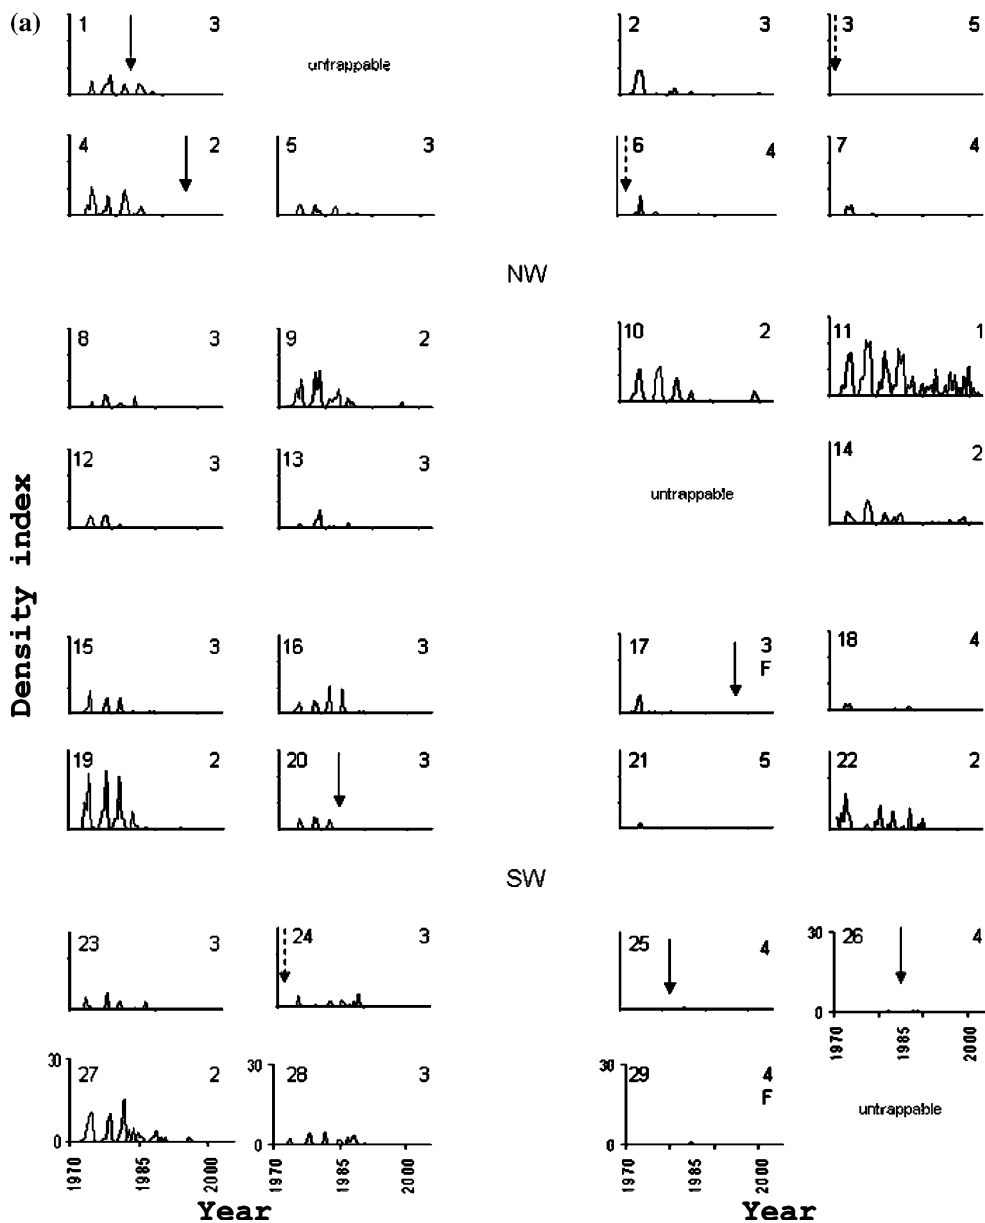 (a)
1 3
untrappable
2 3
3 5
4 2
5 3
6 4
7 4
NW
8 3
9 2
10 2
11 1
12 3
13 3
untrappable
14 2
Density index
15 3
16 3
17 3
F
18 4
19 2
20 3
21 5
22 2
SW
23 3
24 3
25 4
30 26 4
0
1970 1985 2000
30 27 2
0
1970 1985 2000
30 28 3
0
1970 1985 2000
30 29 4
F
0
1970 1985 2000
untrappable
Year
Year